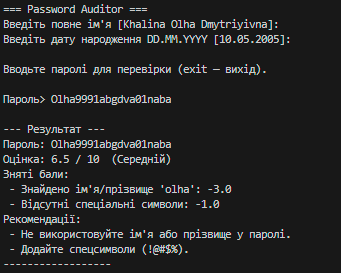 === Password Auditor ===
Введіть повне ім'я [Khalina Olha Dmytriyivna]:
Введіть дату народження DD.MM.YYYY [10.05.2005]:
Вводьте паролі для перевірки (exit — вихід).
Пароль> Olha9991abgdva01naba
--- Результат ---
Пароль: Olha9991abgdva01naba
Оцінка: 6.5 / 10  (Середній)
Зняті бали:
 - Знайдено ім'я/прізвище 'olha': -3.0
 - Відсутні спеціальні символи: -1.0
Рекомендації:
 - Не використовуйте ім'я або прізвище у паролі.
 - Додайте спецсимволи (!@#$%).
------------------